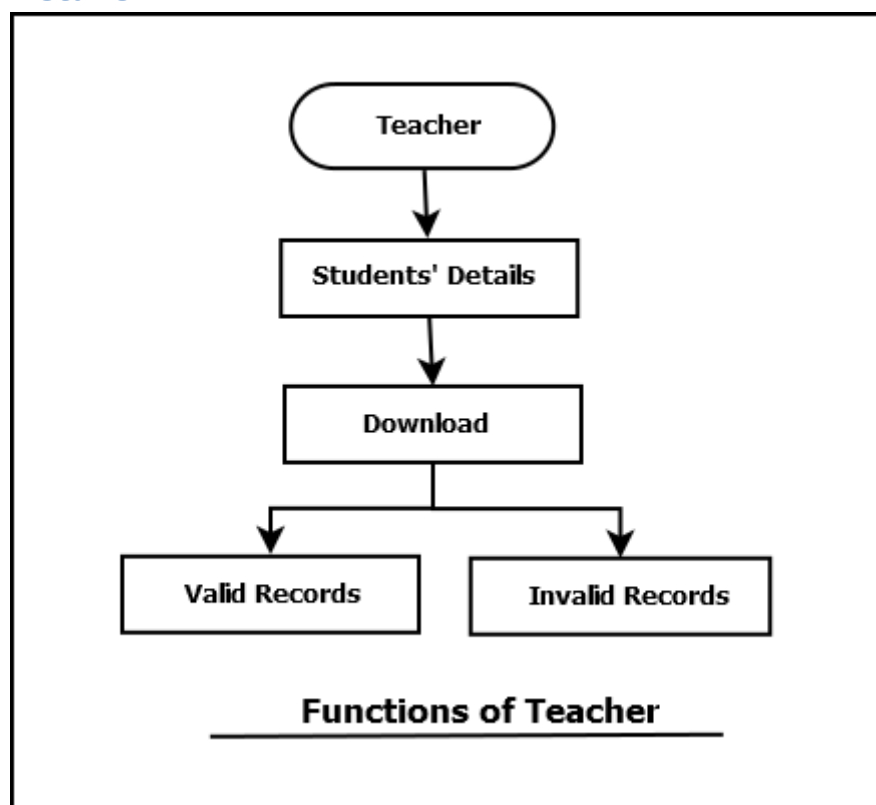 Teacher
Students' Details
Download
Valid Records
Invalid Records
Functions of Teacher